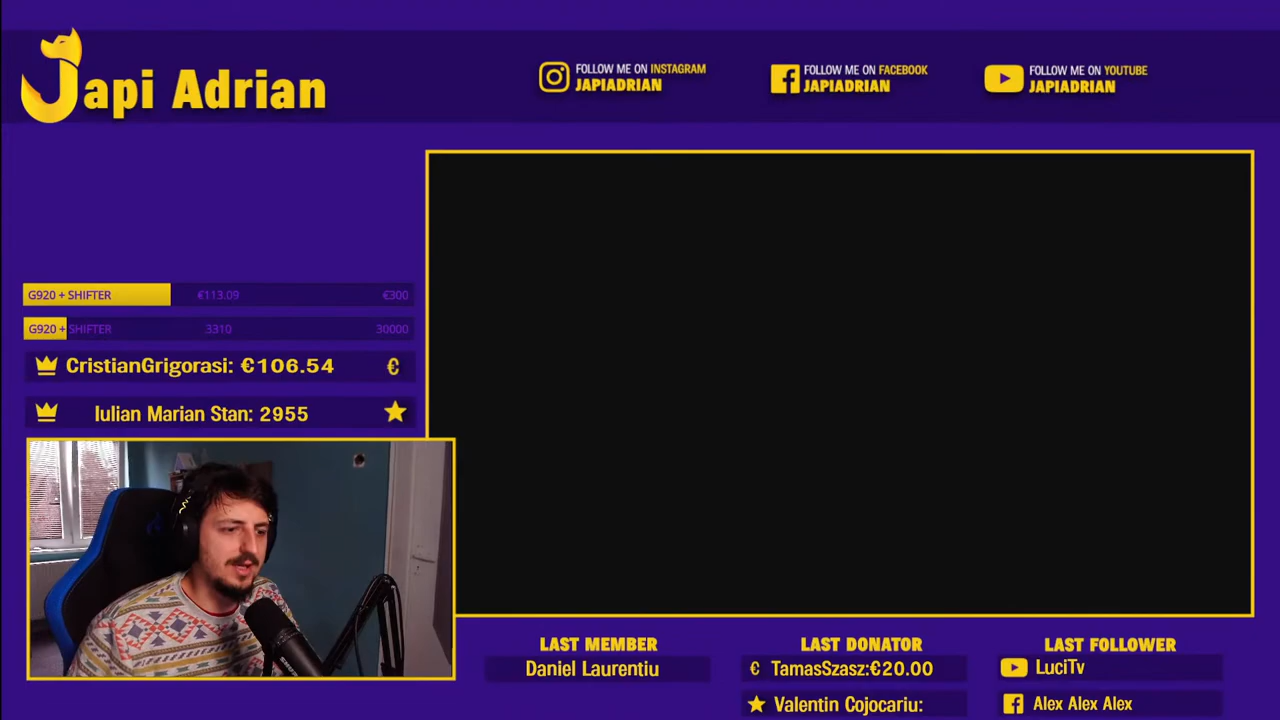 Japi Adrian
FOLLOW ME ON INSTAGRAM
JAPIADRIAN
FOLLOW ME ON FACEBOOK
JAPIADRIAN
FOLLOW ME ON YOUTUBE
JAPIADRIAN
G920 + SHIFTER €113.09 €300
G920 + SHIFTER 3310 30000
CristianGrigorasi: €106.54 €
Iulian Marian Stan: 2955
LAST MEMBER
Daniel Laurentiu
LAST DONATOR
€ TamasSzasz:€20.00
Valentin Cojocariu:
LAST FOLLOWER
LuciTv
Alex Alex Alex